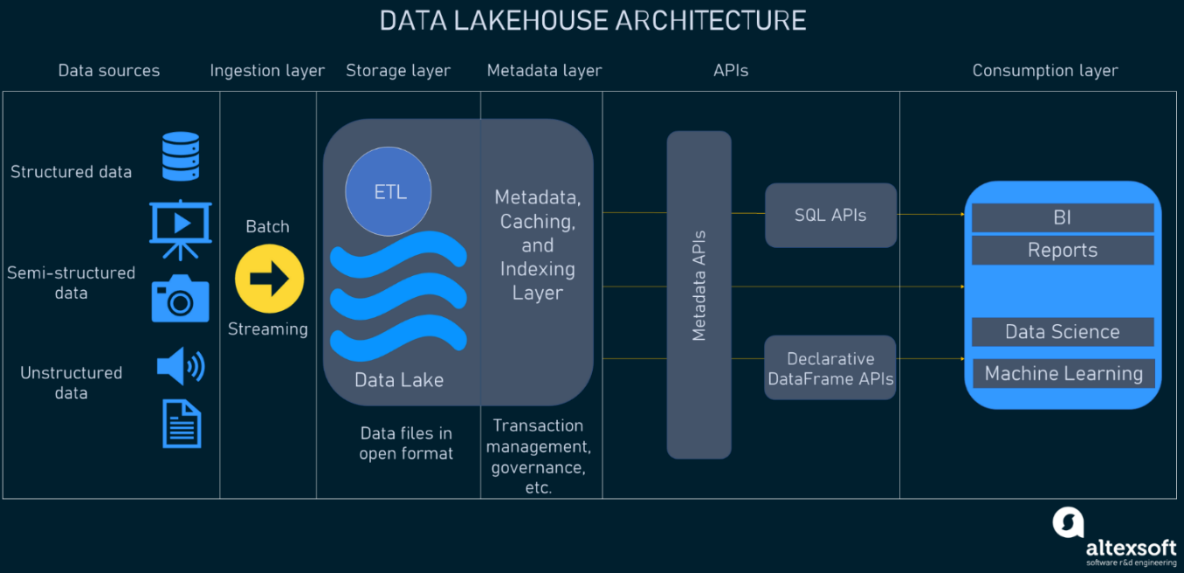 DATA LAKEHOUSE ARCHITECTURE
Data sources
Ingestion layer
Storage layer
Metadata layer
APIs
Consumption layer
Structured data
Semi-structured
data
Unstructured
data
Batch
Streaming
ETL
Data Lake
Data files in
open format
Metadata,
Caching,
and
Indexing
Layer
Transaction
management,
governance,
etc.
Metadata APIs
SQL APIs
Declarative
DataFrame APIs
BI
Reports
Data Science
Machine Learning
altexsoft
software r&d engineering